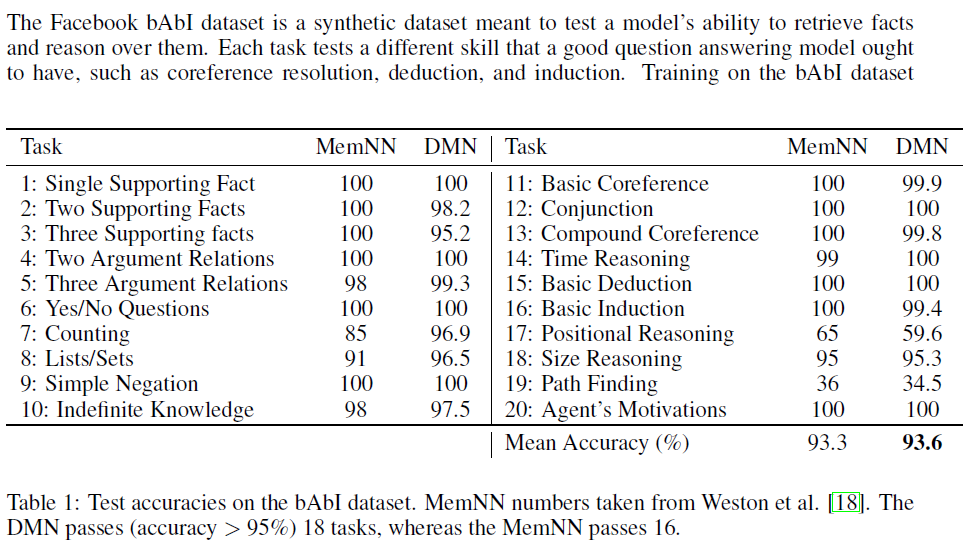 The Facebook bAbI dataset is a synthetic dataset meant to test a model's ability to retrieve facts
and reason over them. Each task tests a different skill that a good question answering model ought
to have, such as coreference resolution, deduction, and induction. Training on the bAbI dataset
Task MemNN DMN Task MemNN DMN
1: Single Supporting Fact 100 100 11: Basic Coreference 100 99.9
2: Two Supporting Facts 100 98.2 12: Conjunction 100 100
3: Three Supporting facts 100 95.2 13: Compound Coreference 100 99.8
4: Two Argument Relations 100 100 14: Time Reasoning 99 100
5: Three Argument Relations 98 99.3 15: Basic Deduction 100 100
6: Yes/No Questions 100 100 16: Basic Induction 100 99.4
7: Counting 85 96.9 17: Positional Reasoning 65 59.6
8: Lists/Sets 91 96.5 18: Size Reasoning 95 95.3
9: Simple Negation 100 100 19: Path Finding 36 34.5
10: Indefinite Knowledge 98 97.5 20: Agent's Motivations 100 100
Mean Accuracy (%) 93.3 93.6
Table 1: Test accuracies on the bAbI dataset. MemNN numbers taken from Weston et al. [18]. The
DMN passes (accuracy > 95%) 18 tasks, whereas the MemNN passes 16.